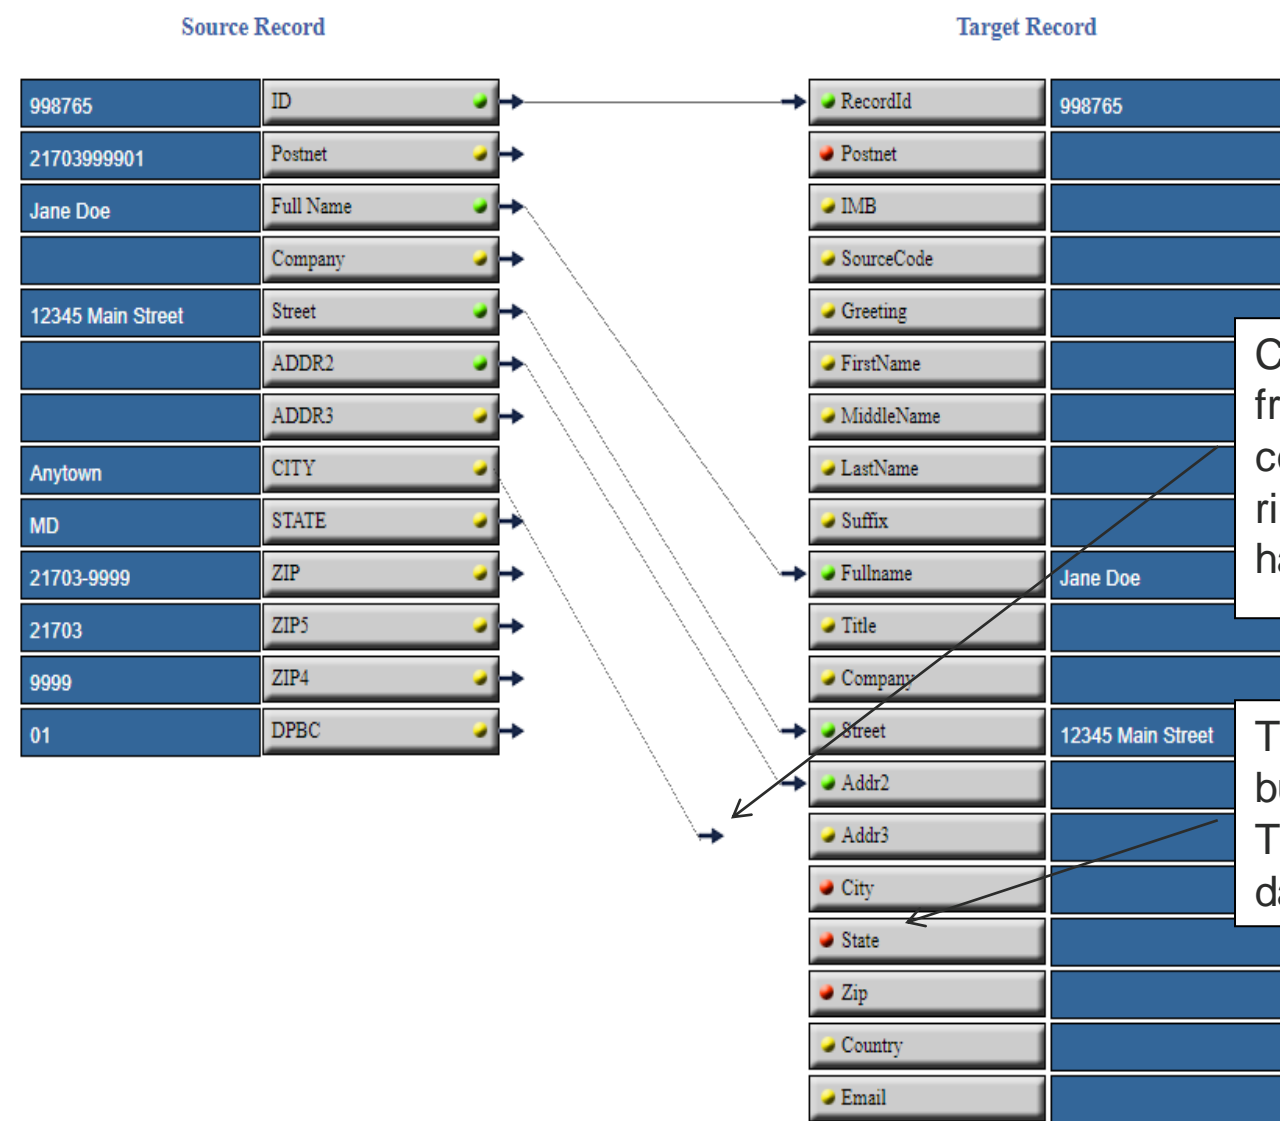 Source Record
Target Record
998765 ID
21703999901 Postnet
Jane Doe Full Name
Company
12345 Main Street Street
ADDR2
ADDR3
Anytown CITY
MD STATE
21703-9999 ZIP
21703 ZIP5
9999 ZIP4
01 DPBC
RecordId 998765
Postnet
IMB
SourceCode
Greeting
FirstName
MiddleName
LastName
Suffix
Fullname Jane Doe
Title
Company
Street 12345 Main Street
Addr2
Addr3
City
State
Zip
Country
Email